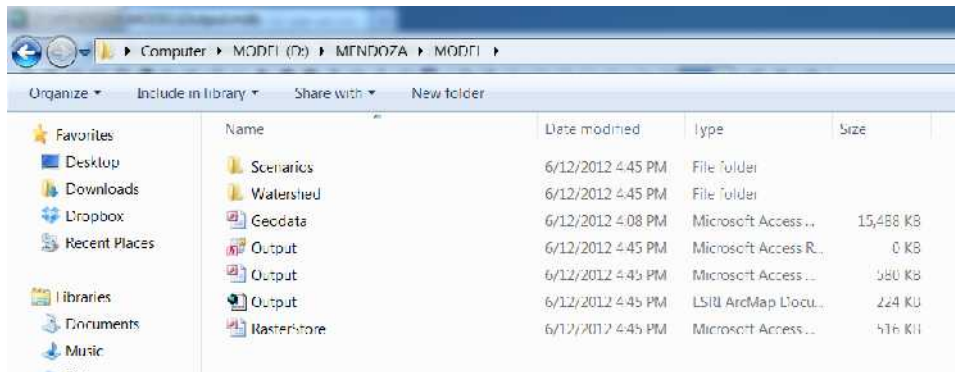 Computer ▸ MODEL (D:) ▸ MENDOZA ▸ MODEL ▸
Organize Include in library Share with New folder
Name Date modified Type Size
Favorites
Desktop
Downloads
Dropbox
Recent Places
Libraries
Documents
Music
Scenarios 6/12/2012 4:45 PM File folder
Watershed 6/12/2012 4:45 PM File folder
Geodata 6/12/2012 4:08 PM Microsoft Access ... 15,488 KB
Output 6/12/2012 4:45 PM Microsoft Access R... 0 KB
Output 6/12/2012 4:45 PM Microsoft Access ... 580 KB
Output 6/12/2012 4:45 PM ESRI ArcMap Docu... 224 KB
RasterStore 6/12/2012 4:45 PM Microsoft Access ... 516 KB